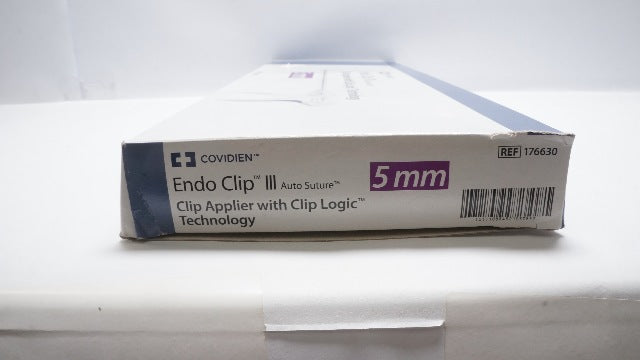 COVIDIEN™
Endo Clip™ III Auto Suture™
5 mm
Clip Applier with Clip Logic™
Technology
REF 176630